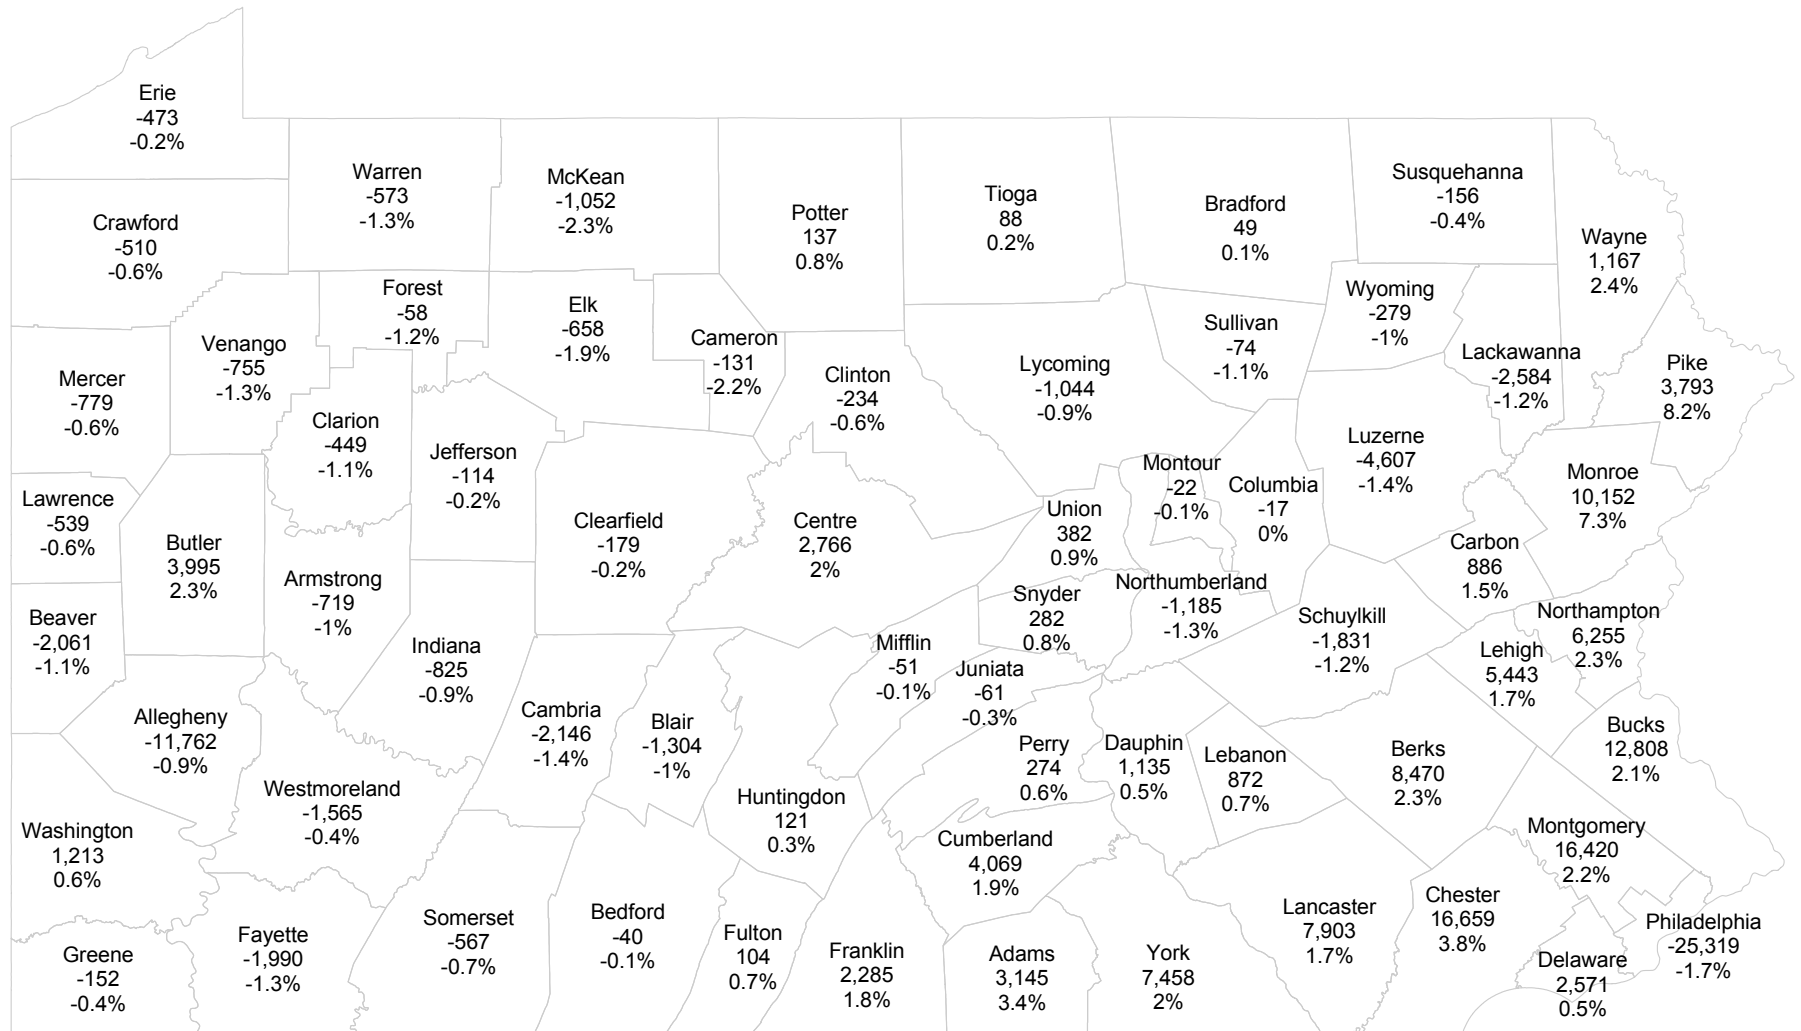 Erie
-473
-0.2%
Warren
-573
-1.3%
McKean
-1,052
-2.3%
Potter
137
0.8%
Tioga
88
0.2%
Bradford
49
0.1%
Susquehanna
-156
-0.4%
Wayne
1,167
2.4%
Crawford
-510
-0.6%
Forest
-58
-1.2%
Elk
-658
-1.9%
Cameron
-131
-2.2%
Sullivan
-74
-1.1%
Wyoming
-279
-1%
Lackawanna
-2,584
-1.2%
Pike
3,793
8.2%
Mercer
-779
-0.6%
Venango
-755
-1.3%
Clarion
-449
-1.1%
Jefferson
-114
-0.2%
Clinton
-234
-0.6%
Lycoming
-1,044
-0.9%
Montour
-22
-0.1%
Columbia
-17
0%
Luzerne
-4,607
-1.4%
Monroe
10,152
7.3%
Lawrence
-539
-0.6%
Butler
3,995
2.3%
Armstrong
-719
-1%
Clearfield
-179
-0.2%
Centre
2,766
2%
Union
382
0.9%
Carbon
886
1.5%
Beaver
-2,061
-1.1%
Indiana
-825
-0.9%
Snyder
282
0.8%
Northumberland
-1,185
-1.3%
Schuylkill
-1,831
-1.2%
Northampton
6,255
2.3%
Lehigh
5,443
1.7%
Mifflin
-51
-0.1%
Juniata
-61
-0.3%
Allegheny
-11,762
-0.9%
Cambria
-2,146
-1.4%
Blair
-1,304
-1%
Perry
274
0.6%
Dauphin
1,135
0.5%
Lebanon
872
0.7%
Berks
8,470
2.3%
Bucks
12,808
2.1%
Westmoreland
-1,565
-0.4%
Huntingdon
121
0.3%
Washington
1,213
0.6%
Cumberland
4,069
1.9%
Montgomery
16,420
2.2%
Greene
-152
-0.4%
Fayette
-1,990
-1.3%
Somerset
-567
-0.7%
Bedford
-40
-0.1%
Fulton
104
0.7%
Franklin
2,285
1.8%
Adams
3,145
3.4%
York
7,458
2%
Lancaster
7,903
1.7%
Chester
16,659
3.8%
Delaware
2,571
0.5%
Philadelphia
-25,319
-1.7%